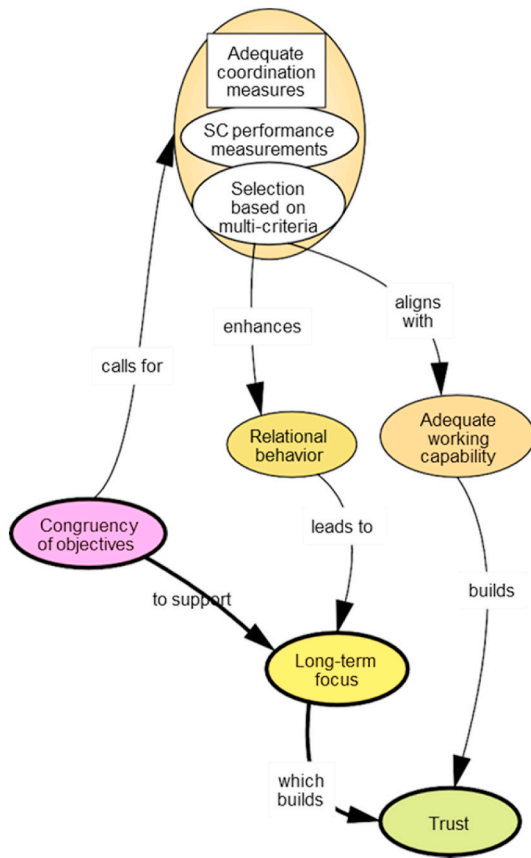 Adequate
coordination
measures
SC performance
measurements
Selection
based on
multi-criteria
enhances
aligns
with
calls for
Relational
behavior
Adequate
working
capability
Congruency
of objectives
leads to
to support
builds
Long-term
focus
which
builds
Trust